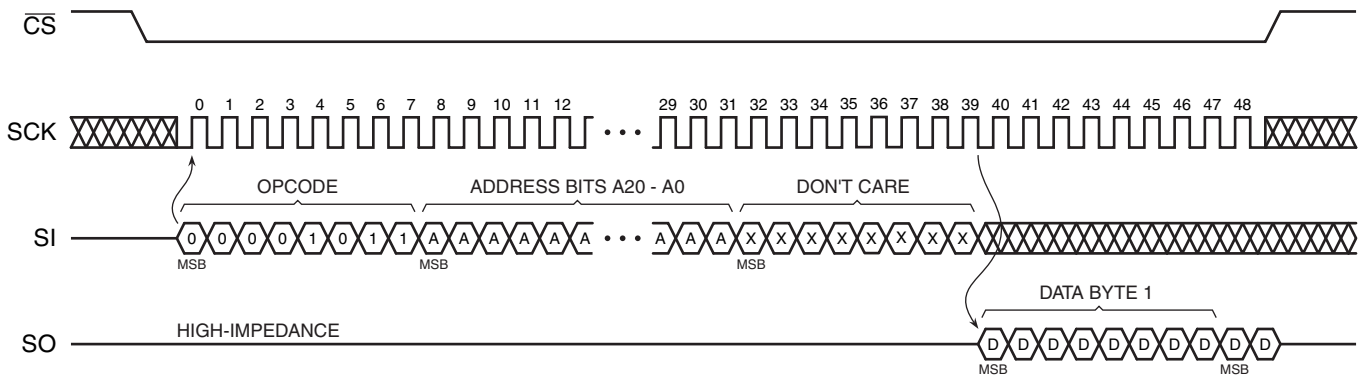 CS
0 1 2 3 4 5 6 7 8 9 10 11 12 29 30 31 32 33 34 35 36 37 38 39 40 41 42 43 44 45 46 47 48
SCK • • •
OPCODE ADDRESS BITS A20 - A0 DON'T CARE
SI 0 0 0 0 1 0 1 1 A A A A A A • • • A A A X X X X X X X X
MSB MSB MSB
DATA BYTE 1
HIGH-IMPEDANCE
SO D D D D D D D D D D
MSB MSB